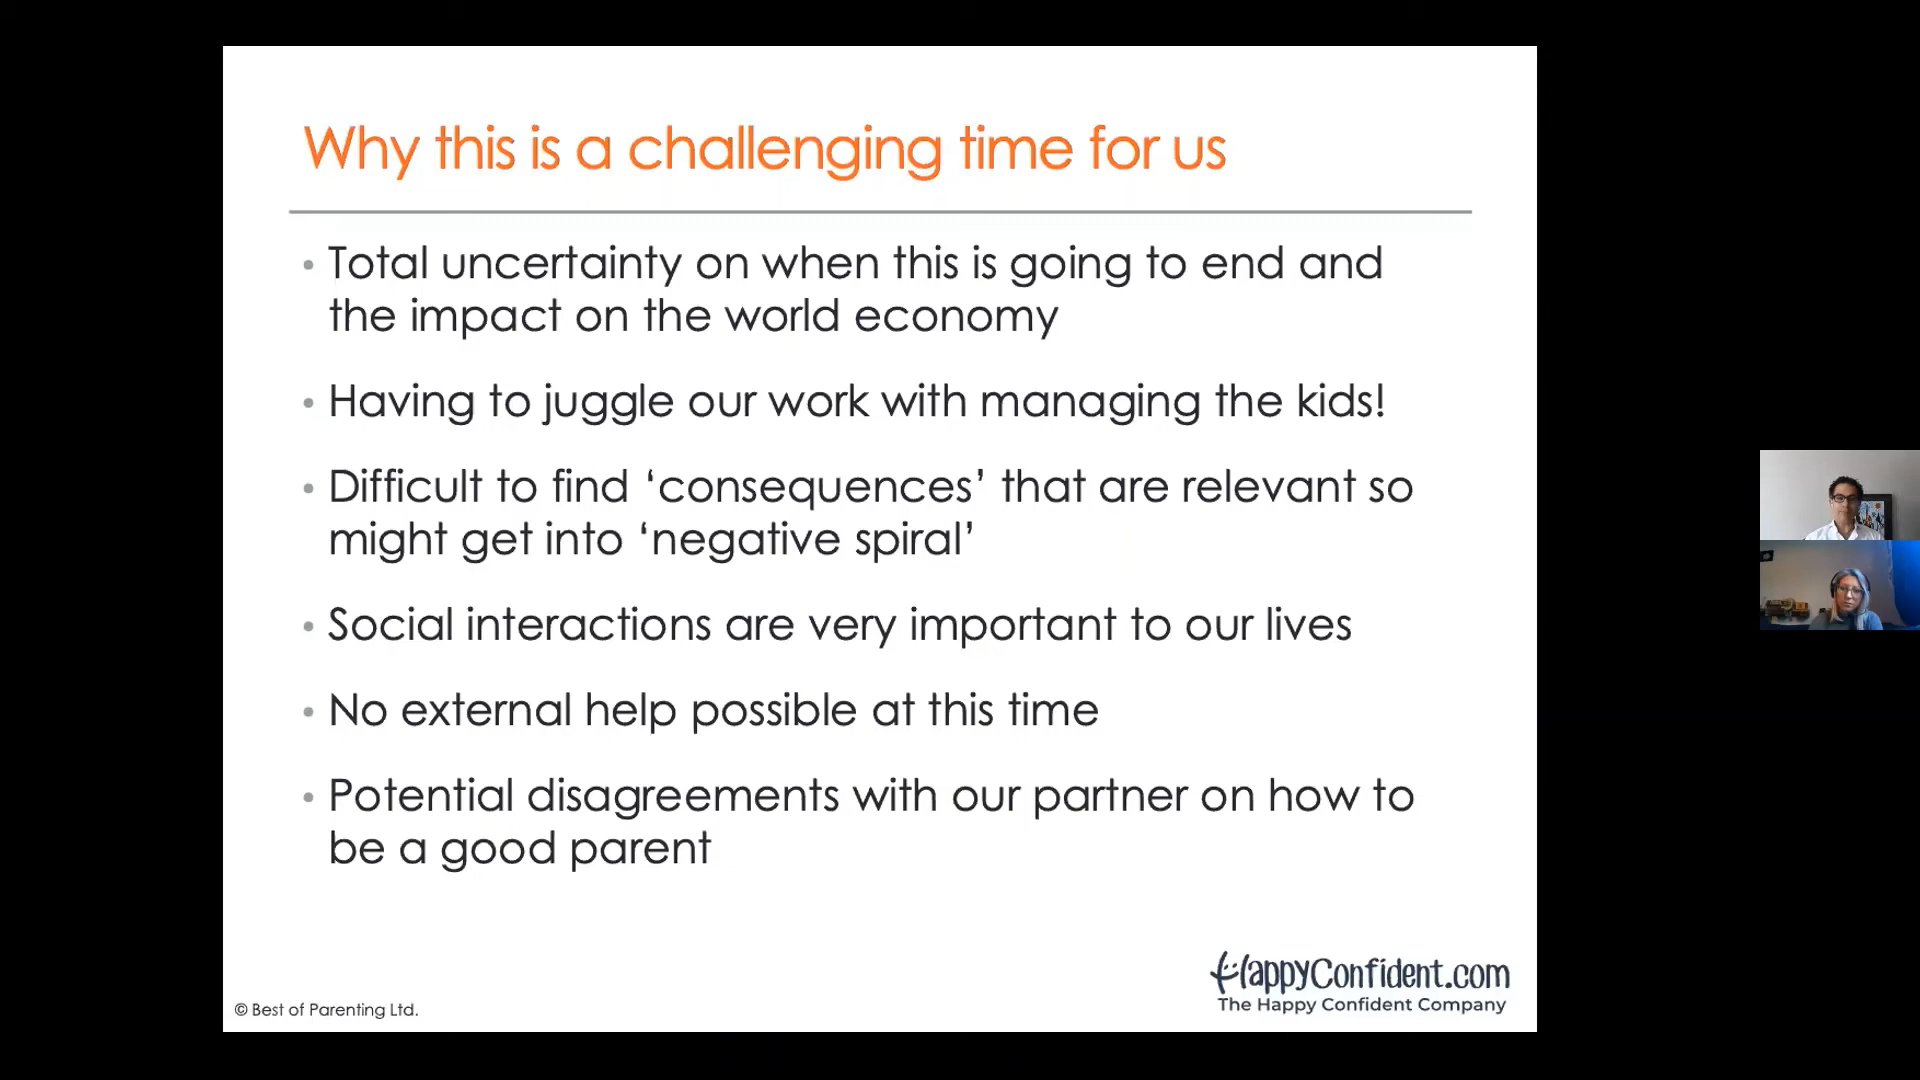 Why this is a challenging time for us
• Total uncertainty on when this is going to end and
the impact on the world economy
• Having to juggle our work with managing the kids!
• Difficult to find ‘consequences’ that are relevant so
might get into ‘negative spiral’
• Social interactions are very important to our lives
• No external help possible at this time
• Potential disagreements with our partner on how to
be a good parent
HappyConfident.com
The Happy Confident Company
© Best of Parenting Ltd.